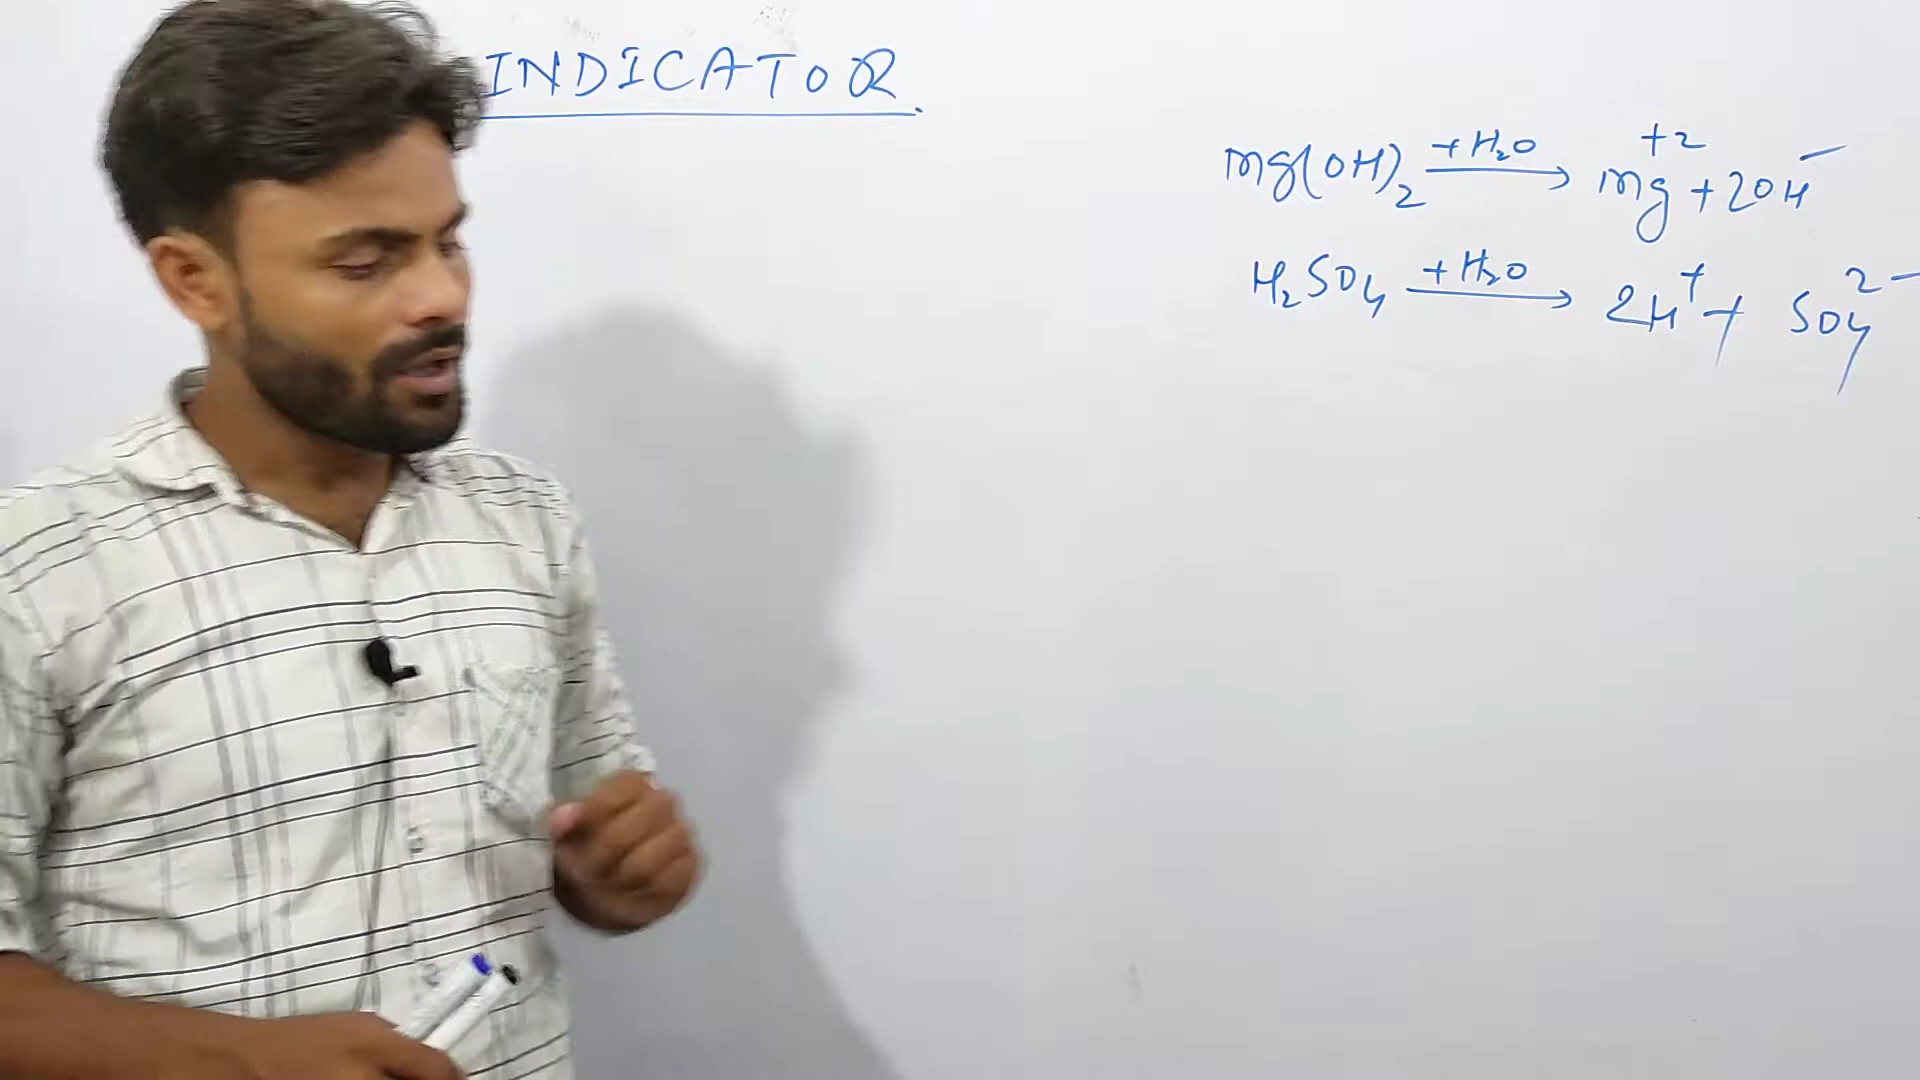 INDICATOR.
Mg(OH)₂ —+H₂O→ Mg⁺² + 2OH⁻
H₂SO₄ —+H₂O→ 2H⁺ + SO₄²⁻